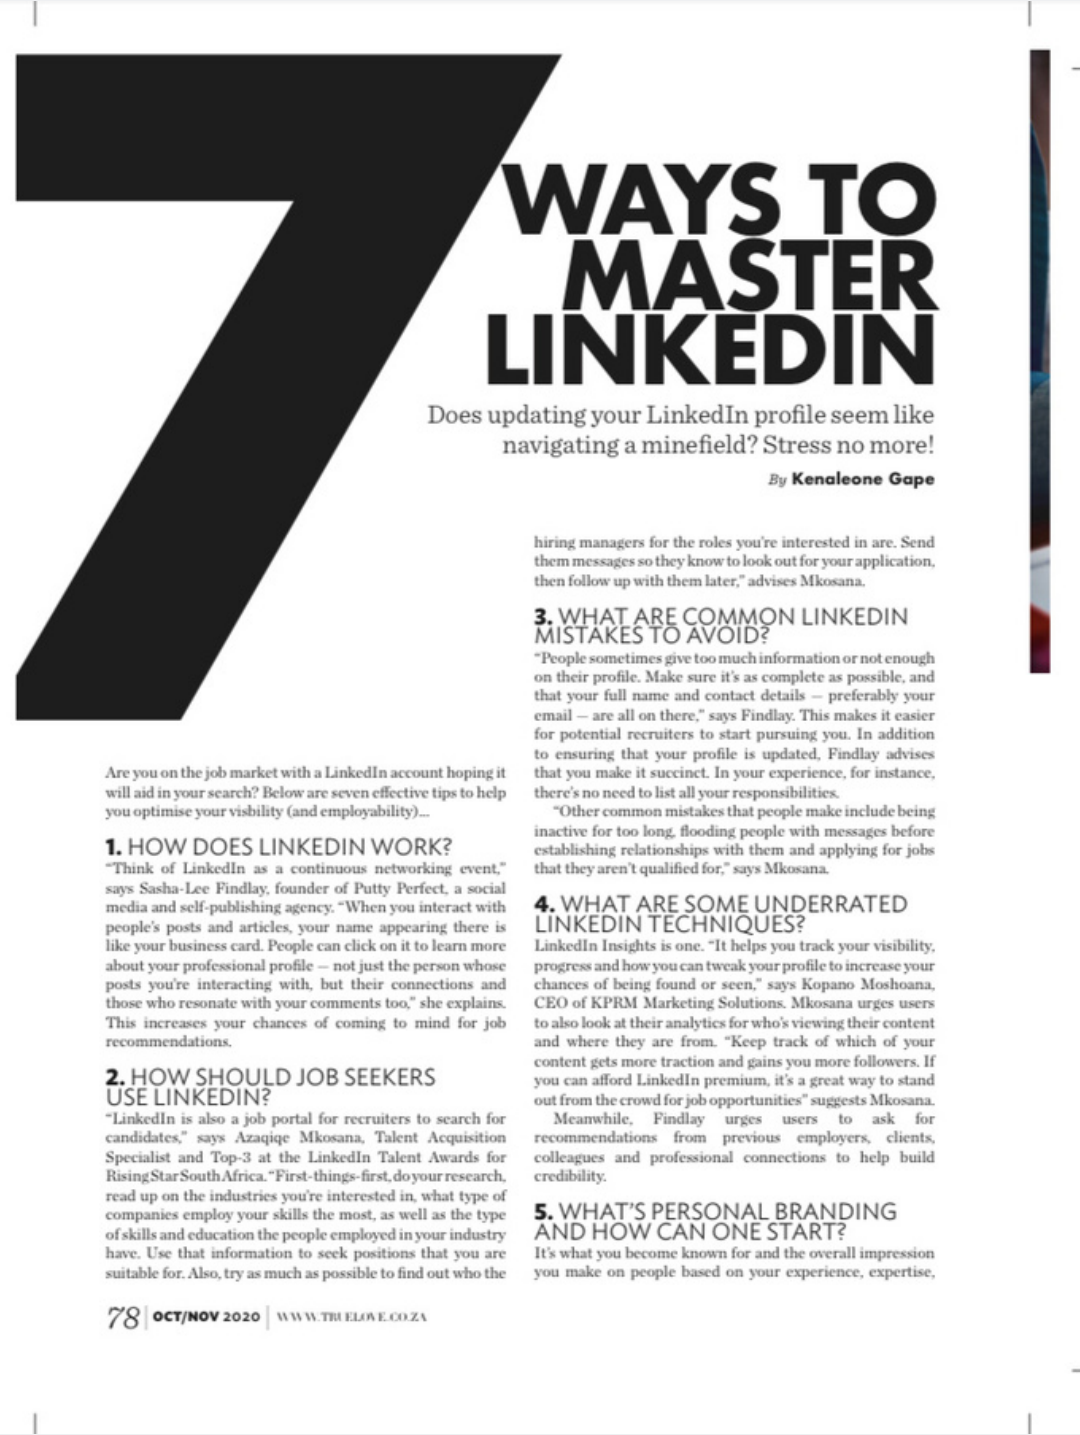 7 WAYS TO
MASTER
LINKEDIN
Does updating your LinkedIn profile seem like
navigating a minefield? Stress no more!
By Kenaleone Gape
Are you on the job market with a LinkedIn account hoping it
will aid in your search? Below are seven effective tips to help
you optimise your visbility (and employability)...
1. HOW DOES LINKEDIN WORK?
“Think of LinkedIn as a continuous networking event,”
says Sasha-Lee Findlay, founder of Putty Perfect, a social
media and self-publishing agency. “When you interact with
people's posts and articles, your name appearing there is
like your business card. People can click on it to learn more
about your professional profile — not just the person whose
posts you're interacting with, but their connections and
those who resonate with your comments too,” she explains.
This increases your chances of coming to mind for job
recommendations.
2. HOW SHOULD JOB SEEKERS
USE LINKEDIN?
“LinkedIn is also a job portal for recruiters to search for
candidates,” says Azaqiqe Mkosana, Talent Acquisition
Specialist and Top-3 at the LinkedIn Talent Awards for
Rising Star South Africa. “First-things-first, do your research,
read up on the industries you're interested in, what type of
companies employ your skills the most, as well as the type
of skills and education the people employed in your industry
have. Use that information to seek positions that you are
suitable for. Also, try as much as possible to find out who the
hiring managers for the roles you're interested in are. Send
them messages so they know to look out for your application,
then follow up with them later,” advises Mkosana.
3. WHAT ARE COMMON LINKEDIN
MISTAKES TO AVOID?
“People sometimes give too much information or not enough
on their profile. Make sure it's as complete as possible, and
that your full name and contact details — preferably your
email — are all on there,” says Findlay. This makes it easier
for potential recruiters to start pursuing you. In addition
to ensuring that your profile is updated, Findlay advises
that you make it succinct. In your experience, for instance,
there's no need to list all your responsibilities.
“Other common mistakes that people make include being
inactive for too long, flooding people with messages before
establishing relationships with them and applying for jobs
that they aren't qualified for,” says Mkosana.
4. WHAT ARE SOME UNDERRATED
LINKEDIN TECHNIQUES?
LinkedIn Insights is one. “It helps you track your visibility,
progress and how you can tweak your profile to increase your
chances of being found or seen,” says Kopano Moshoana,
CEO of KPRM Marketing Solutions. Mkosana urges users
to also look at their analytics for who's viewing their content
and where they are from. “Keep track of which of your
content gets more traction and gains you more followers. If
you can afford LinkedIn premium, it's a great way to stand
out from the crowd for job opportunities” suggests Mkosana.
Meanwhile, Findlay urges users to ask for
recommendations from previous employers, clients,
colleagues and professional connections to help build
credibility.
5. WHAT'S PERSONAL BRANDING
AND HOW CAN ONE START?
It's what you become known for and the overall impression
you make on people based on your experience, expertise,
78 OCT/NOV 2020 WWW.TRUELOVE.CO.ZA